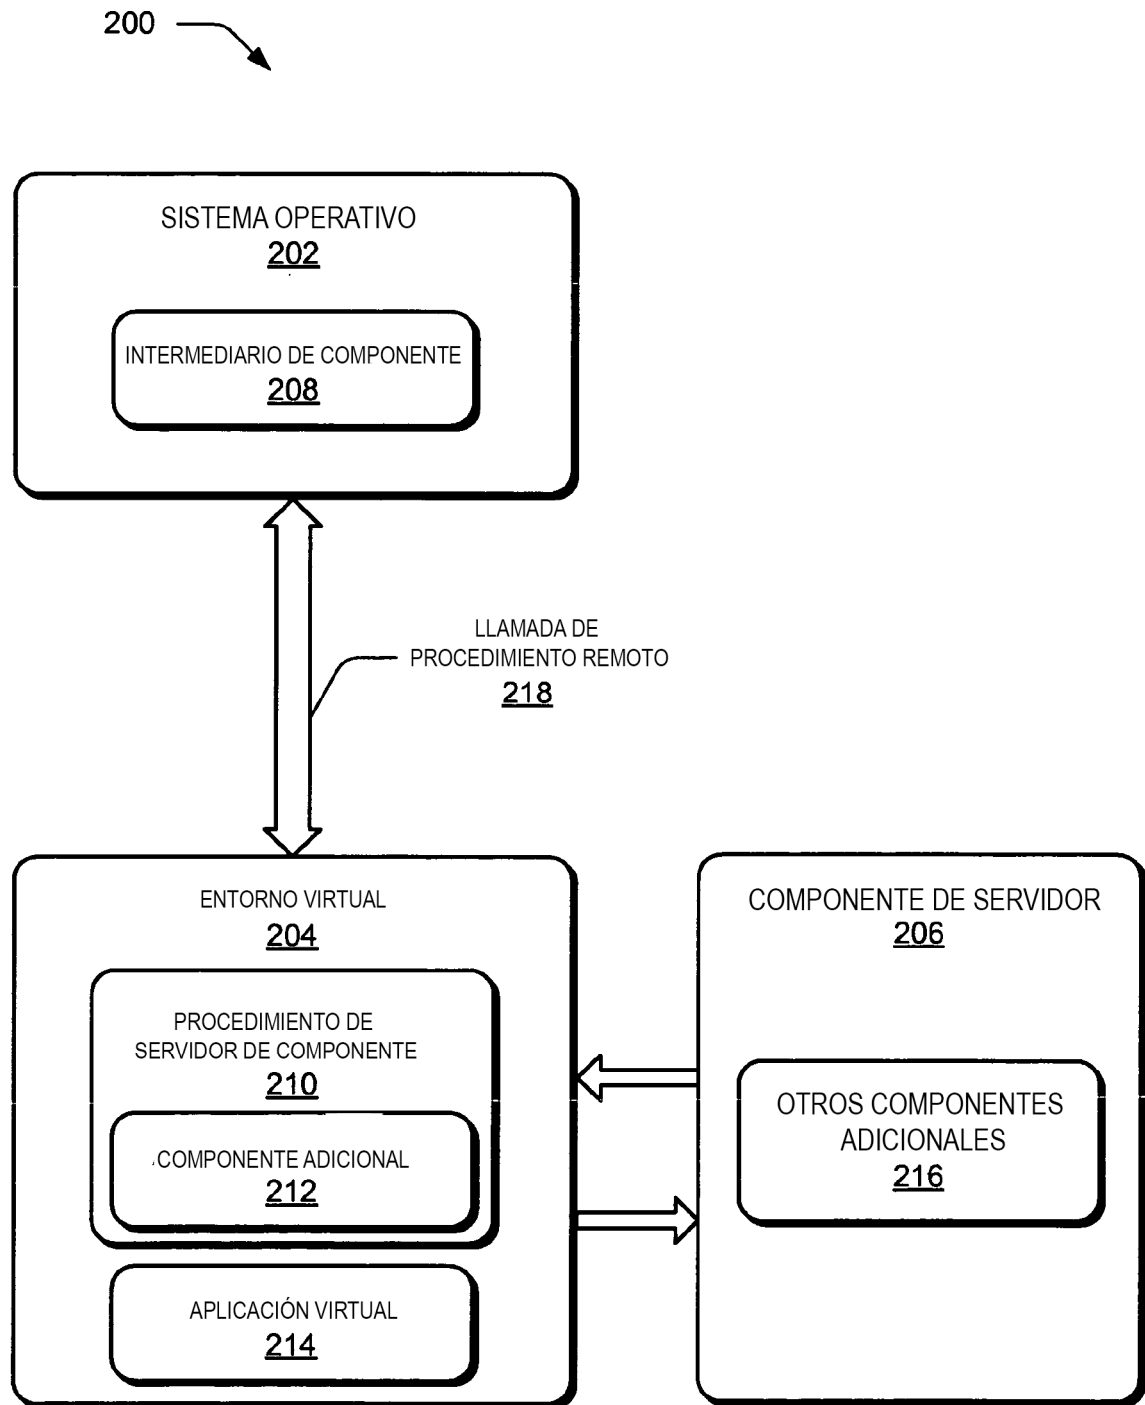 200
SISTEMA OPERATIVO
202
INTERMEDIARIO DE COMPONENTE
208
LLAMADA DE
PROCEDIMIENTO REMOTO
218
ENTORNO VIRTUAL
204
PROCEDIMIENTO DE
SERVIDOR DE COMPONENTE
210
COMPONENTE ADICIONAL
212
APLICACIÓN VIRTUAL
214
COMPONENTE DE SERVIDOR
206
OTROS COMPONENTES
ADICIONALES
216